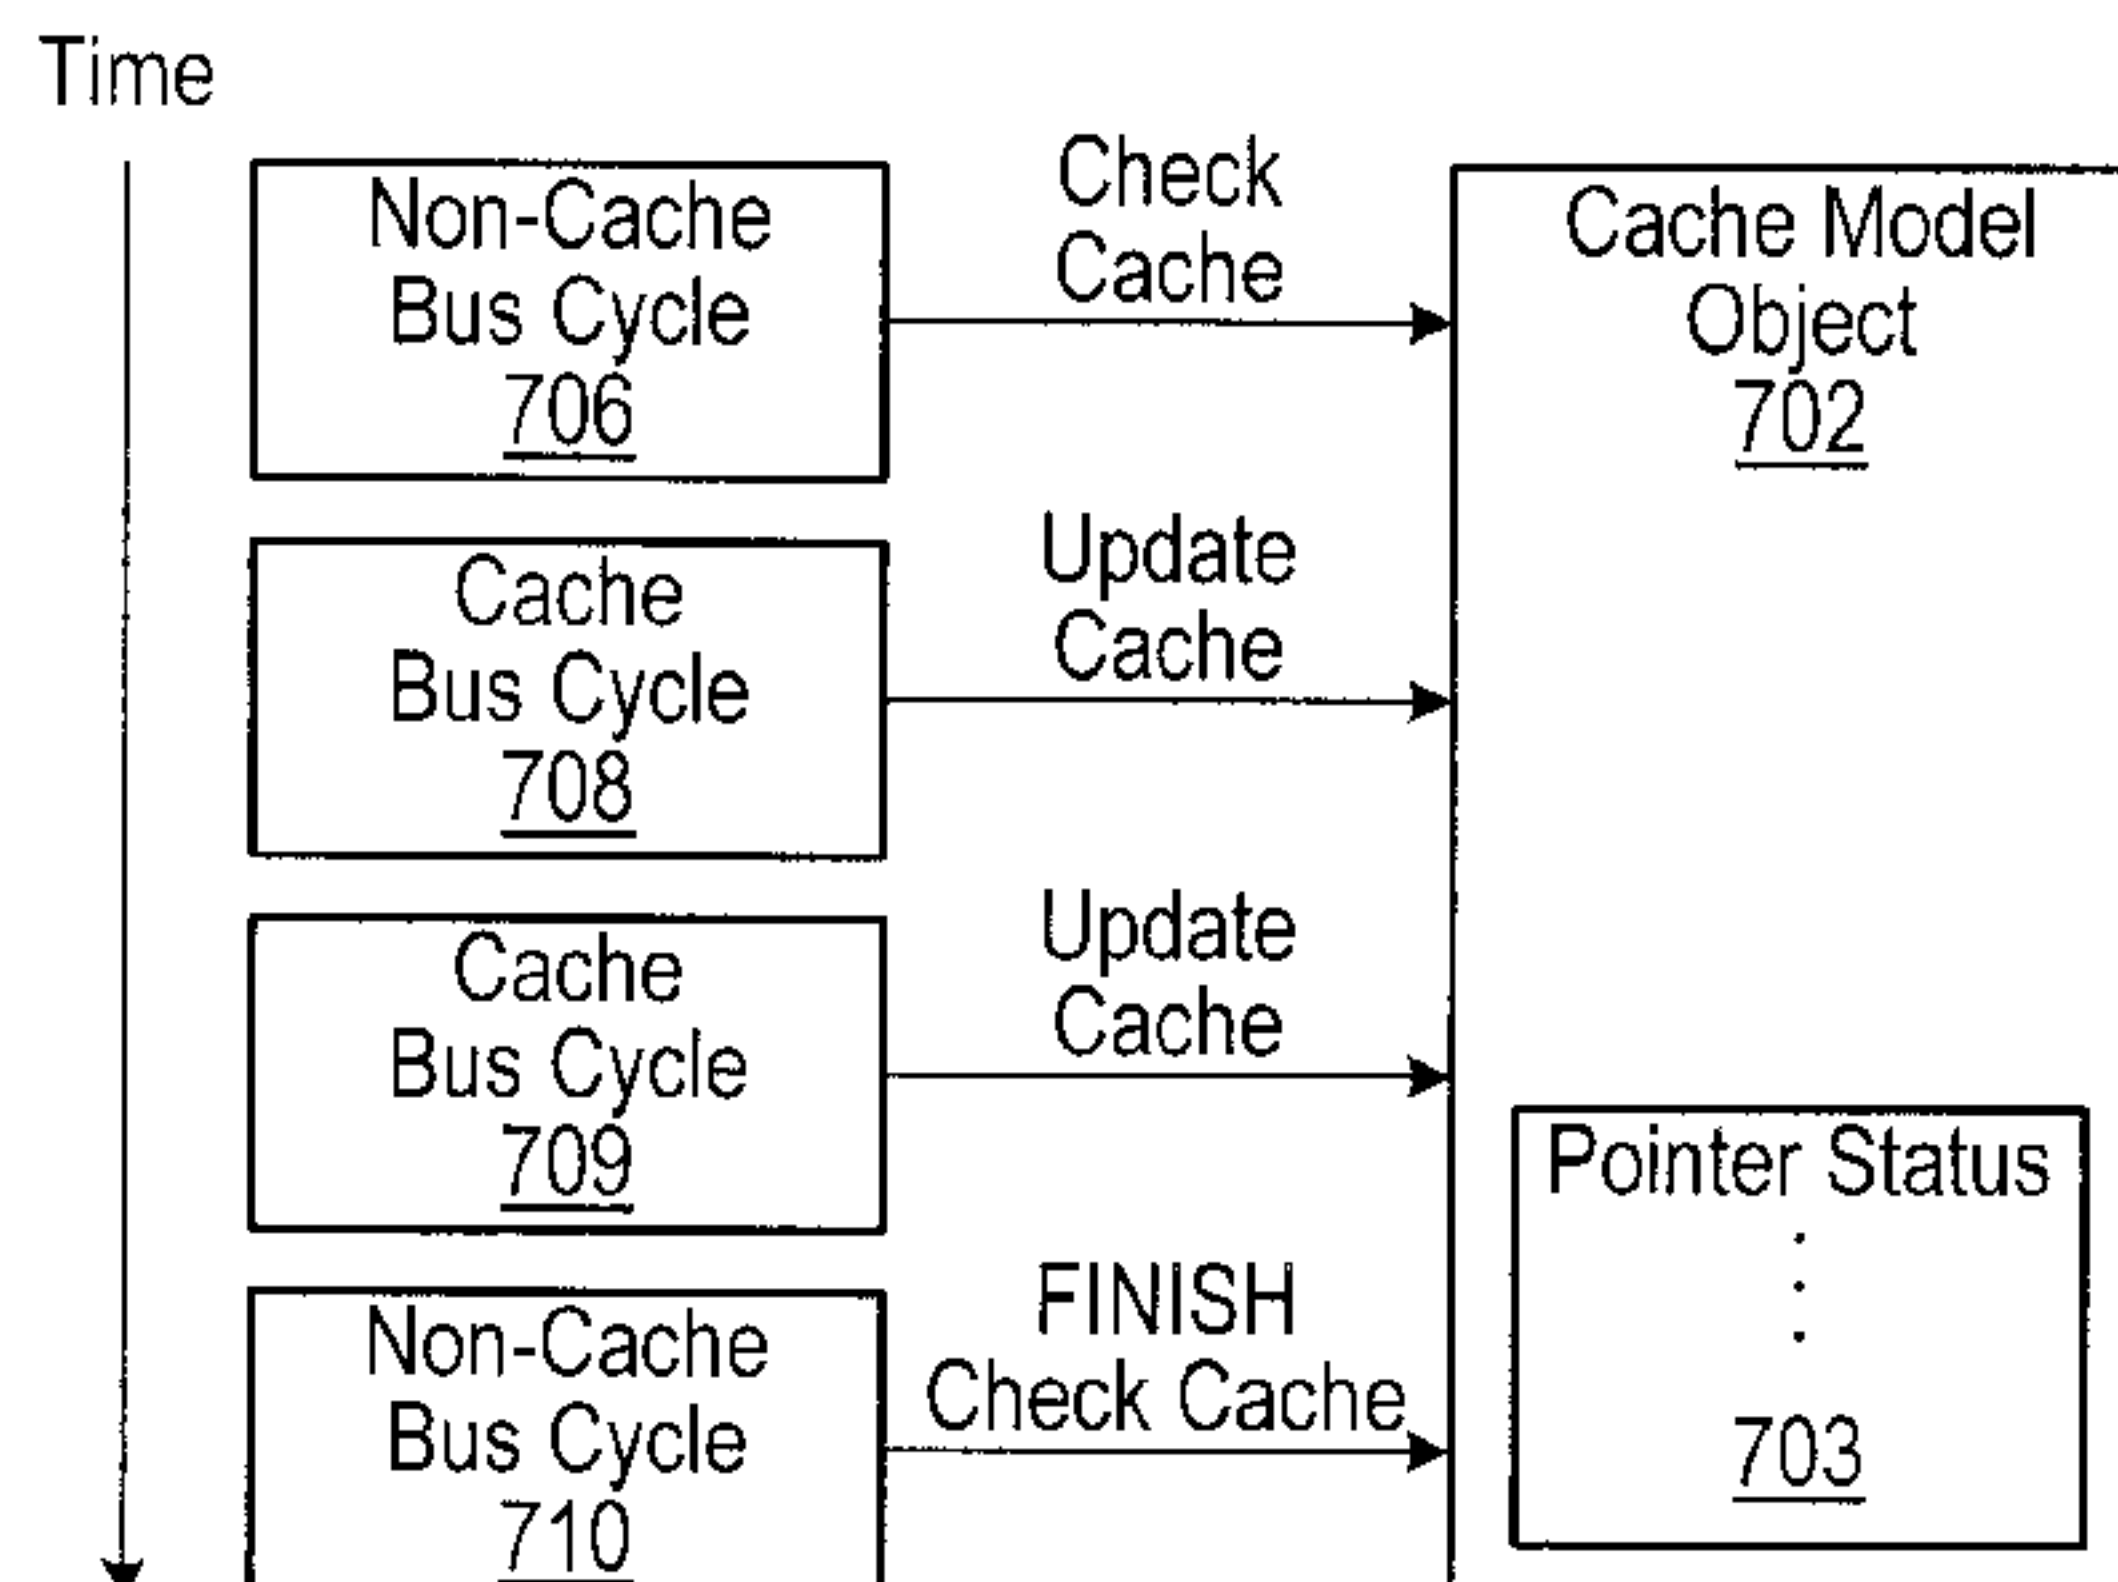 Time
Non-Cache
Bus Cycle
706
Check
Cache
Cache Model
Object
702
Cache
Bus Cycle
708
Update
Cache
Cache
Bus Cycle
709
Update
Cache
Pointer Status
703
Non-Cache
Bus Cycle
710
FINISH
Check Cache